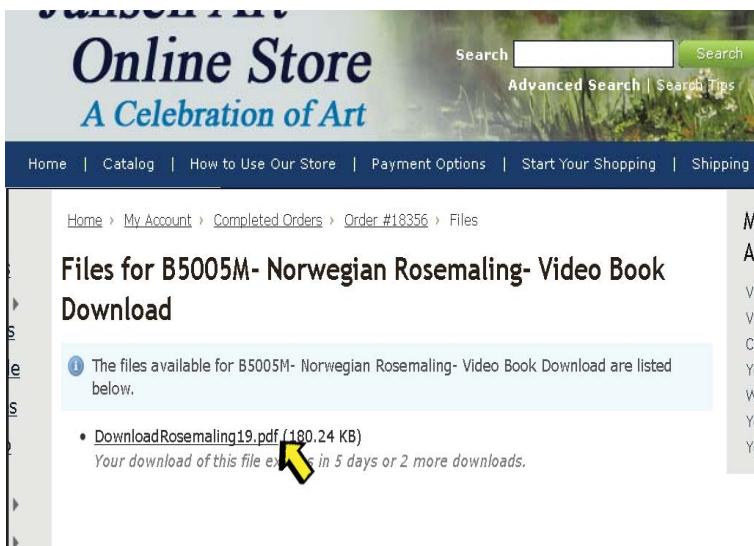 Online Store
A Celebration of Art
Search
Search
Advanced Search | Search Tips
Home | Catalog | How to Use Our Store | Payment Options | Start Your Shopping | Shipping
Home › My Account › Completed Orders › Order #18356 › Files
Files for B5005M- Norwegian Rosemaling- Video Book
Download
The files available for B5005M- Norwegian Rosemaling- Video Book Download are listed
below.
• DownloadRosemaling19.pdf (180.24 KB)
Your download of this file in 5 days or 2 more downloads.